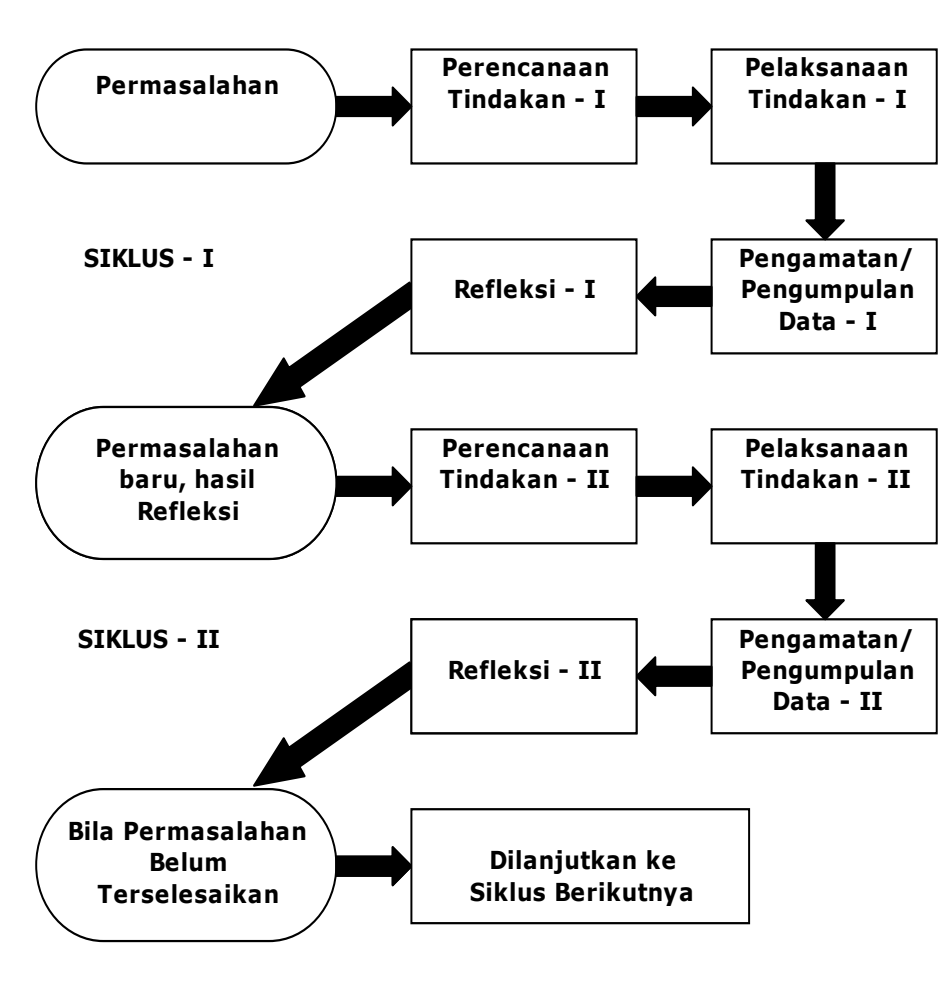 Permasalahan
Perencanaan
Tindakan - I
Pelaksanaan
Tindakan - I
SIKLUS - I
Refleksi - I
Pengamatan/
Pengumpulan
Data - I
Permasalahan
baru, hasil
Refleksi
Perencanaan
Tindakan - II
Pelaksanaan
Tindakan - II
SIKLUS - II
Refleksi - II
Pengamatan/
Pengumpulan
Data - II
Bila Permasalahan
Belum
Terselesaikan
Dilanjutkan ke
Siklus Berikutnya